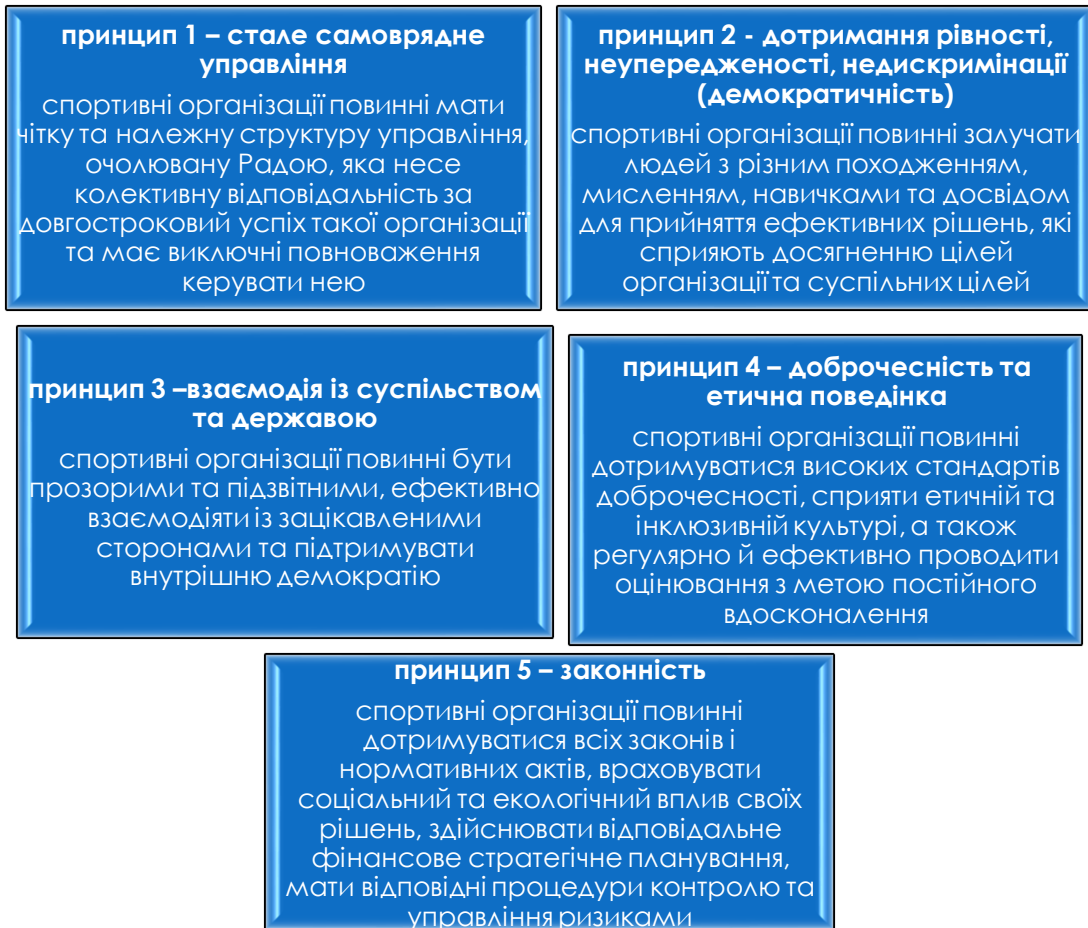 принцип 1 – стале самоврядне
управління
спортивні організації повинні мати
чітку та належну структуру управління,
очолювану Радою, яка несе
колективну відповідальність за
довгостроковий успіх такої організації
та має виключні повноваження
керувати нею
принцип 2 - дотримання рівності,
неупередженості, недискримінації
(демократичність)
спортивні організації повинні залучати
людей з різним походженням,
мисленням, навичками та досвідом
для прийняття ефективних рішень, які
сприяють досягненню цілей
організації та суспільних цілей
принцип 3 –взаємодія із суспільством
та державою
спортивні організації повинні бути
прозорими та підзвітними, ефективно
взаємодіяти із зацікавленими
сторонами та підтримувати
внутрішню демократію
принцип 4 – доброчесність та
етична поведінка
спортивні організації повинні
дотримуватися високих стандартів
доброчесності, сприяти етичній та
інклюзивній культурі, а також
регулярно й ефективно проводити
оцінювання з метою постійного
вдосконалення
принцип 5 – законність
спортивні організації повинні
дотримуватися всіх законів і
нормативних актів, враховувати
соціальний та екологічний вплив своїх
рішень, здійснювати відповідальне
фінансове стратегічне планування,
мати відповідні процедури контролю та
управління ризиками